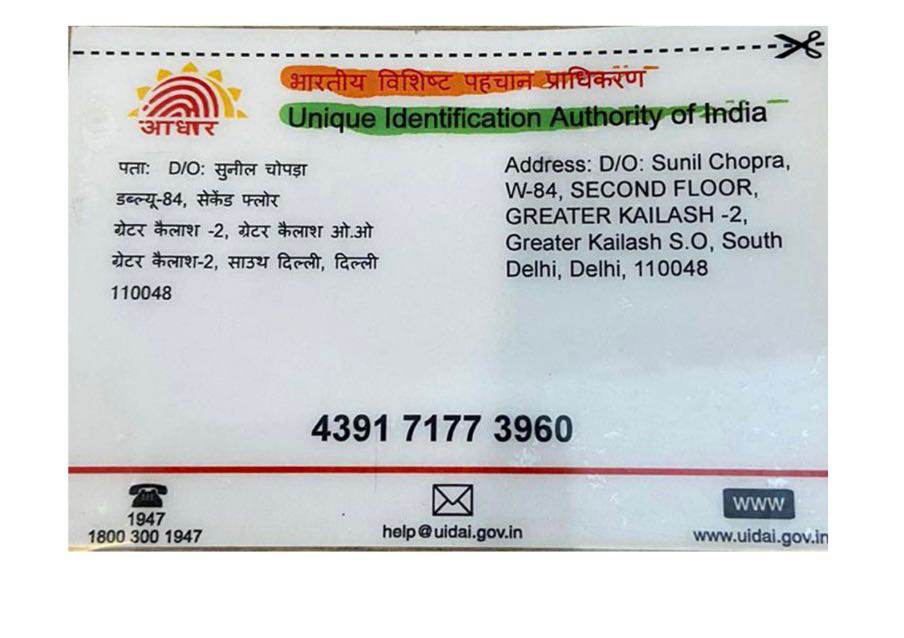 भारतीय विशिष्ट पहचान प्राधिकरण
Unique Identification Authority of India
आधार
पता: D/O: सुनील चोपड़ा
डब्ल्यू-84, सेकेंड फ्लोर
ग्रेटर कैलाश -2, ग्रेटर कैलाश ओ.ओ
ग्रेटर कैलाश-2, साउथ दिल्ली, दिल्ली
110048
Address: D/O: Sunil Chopra,
W-84, SECOND FLOOR,
GREATER KAILASH -2,
Greater Kailash S.O, South
Delhi, Delhi, 110048
4391 7177 3960
1947
1800 300 1947
help@uidai.gov.in
www
www.uidai.gov.in